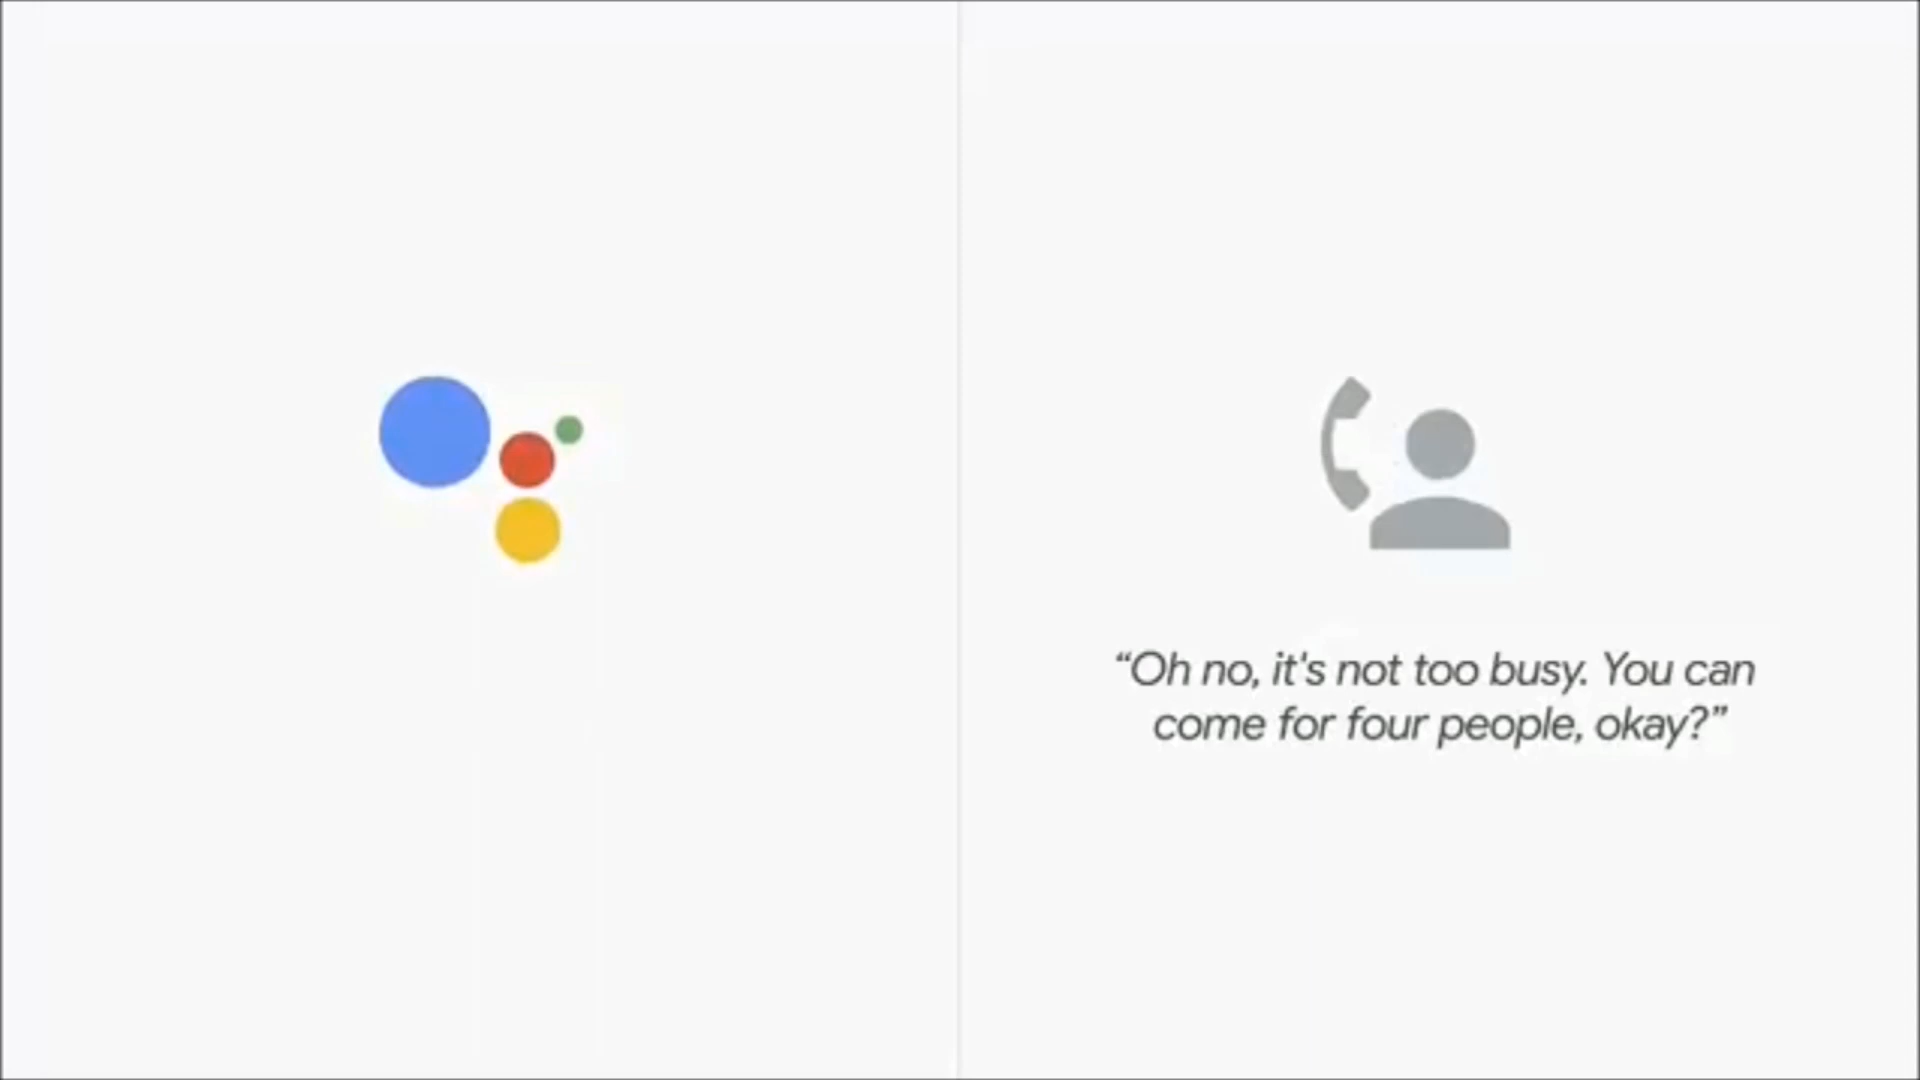 “Oh no, it's not too busy. You can
come for four people, okay?”